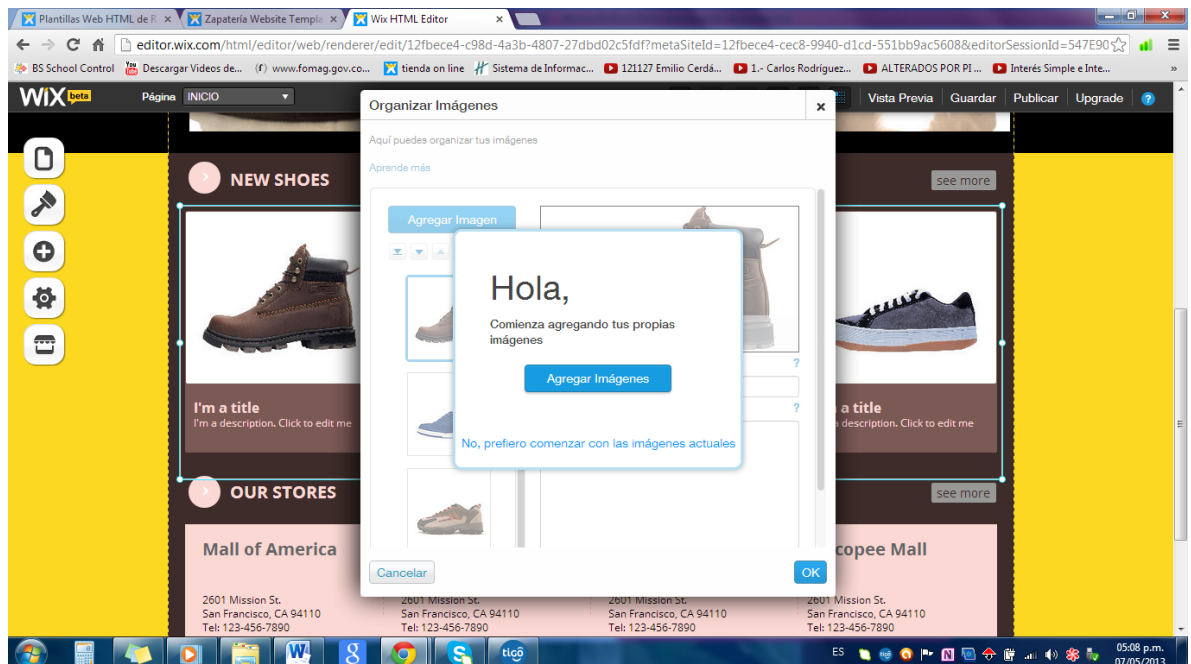 Plantillas Web HTML de R
Zapatería Website Templa
Wix HTML Editor
editor.wix.com/html/editor/web/renderer/edit/12fbece4-c98d-4a3b-4807-27dbd02c5fdf?metaSiteId=12fbece4-cec8-9940-d1cd-551bb9ac5608&editorSessionId=547E90
BS School Control
Descargar Videos de...
www.fomag.gov.co...
tienda on line
Sistema de Informac...
121127 Emilio Cerdá...
1.- Carlos Rodríguez...
ALTERADOS POR PI ...
Interés Simple e Inte...
WiX beta
Página
INICIO
Vista Previa
Guardar
Publicar
Upgrade
?
Organizar Imágenes
Aquí puedes organizar tus imágenes
Aprende más
NEW SHOES
see more
Agregar Imagen
Hola,
Comienza agregando tus propias
imágenes
Agregar Imágenes
No, prefiero comenzar con las imágenes actuales
?
?
I'm a title
I'm a description. Click to edit me
a title
description. Click to edit me
OUR STORES
see more
Mall of America
copee Mall
Cancelar
OK
2601 Mission St.
San Francisco, CA 94110
Tel: 123-456-7890
2601 Mission St.
San Francisco, CA 94110
Tel: 123-456-7890
2601 Mission St.
San Francisco, CA 94110
Tel: 123-456-7890
2601 Mission St.
San Francisco, CA 94110
Tel: 123-456-7890
tigo
ES
05:08 p.m.
07/05/2013